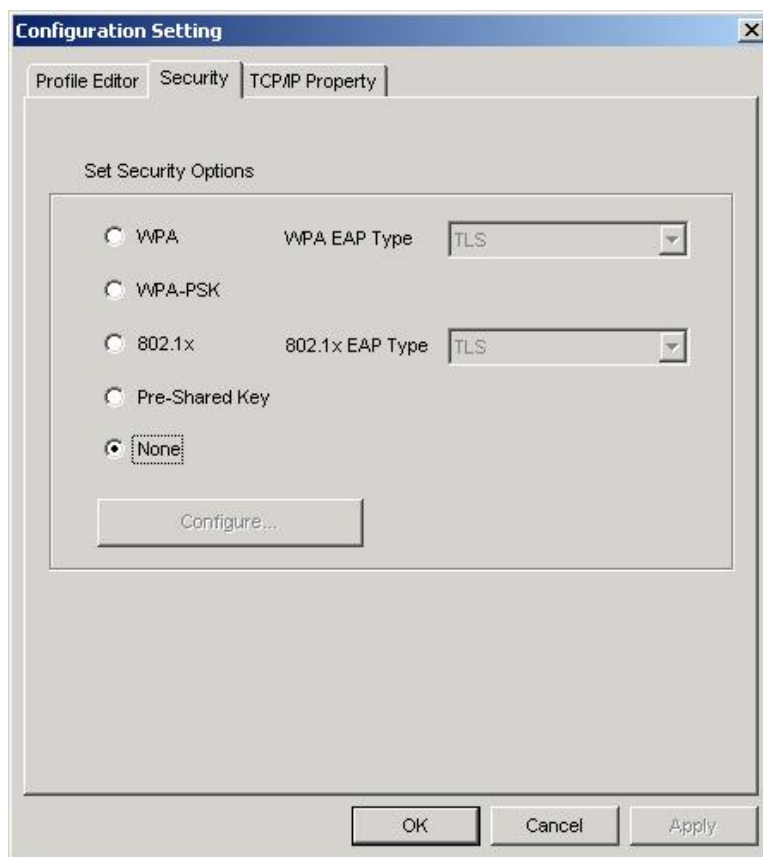 Configuration Setting
Profile Editor Security TCP/IP Property
Set Security Options
WPA WPA EAP Type TLS
WPA-PSK
802.1x 802.1x EAP Type TLS
Pre-Shared Key
None
Configure...
OK Cancel Apply